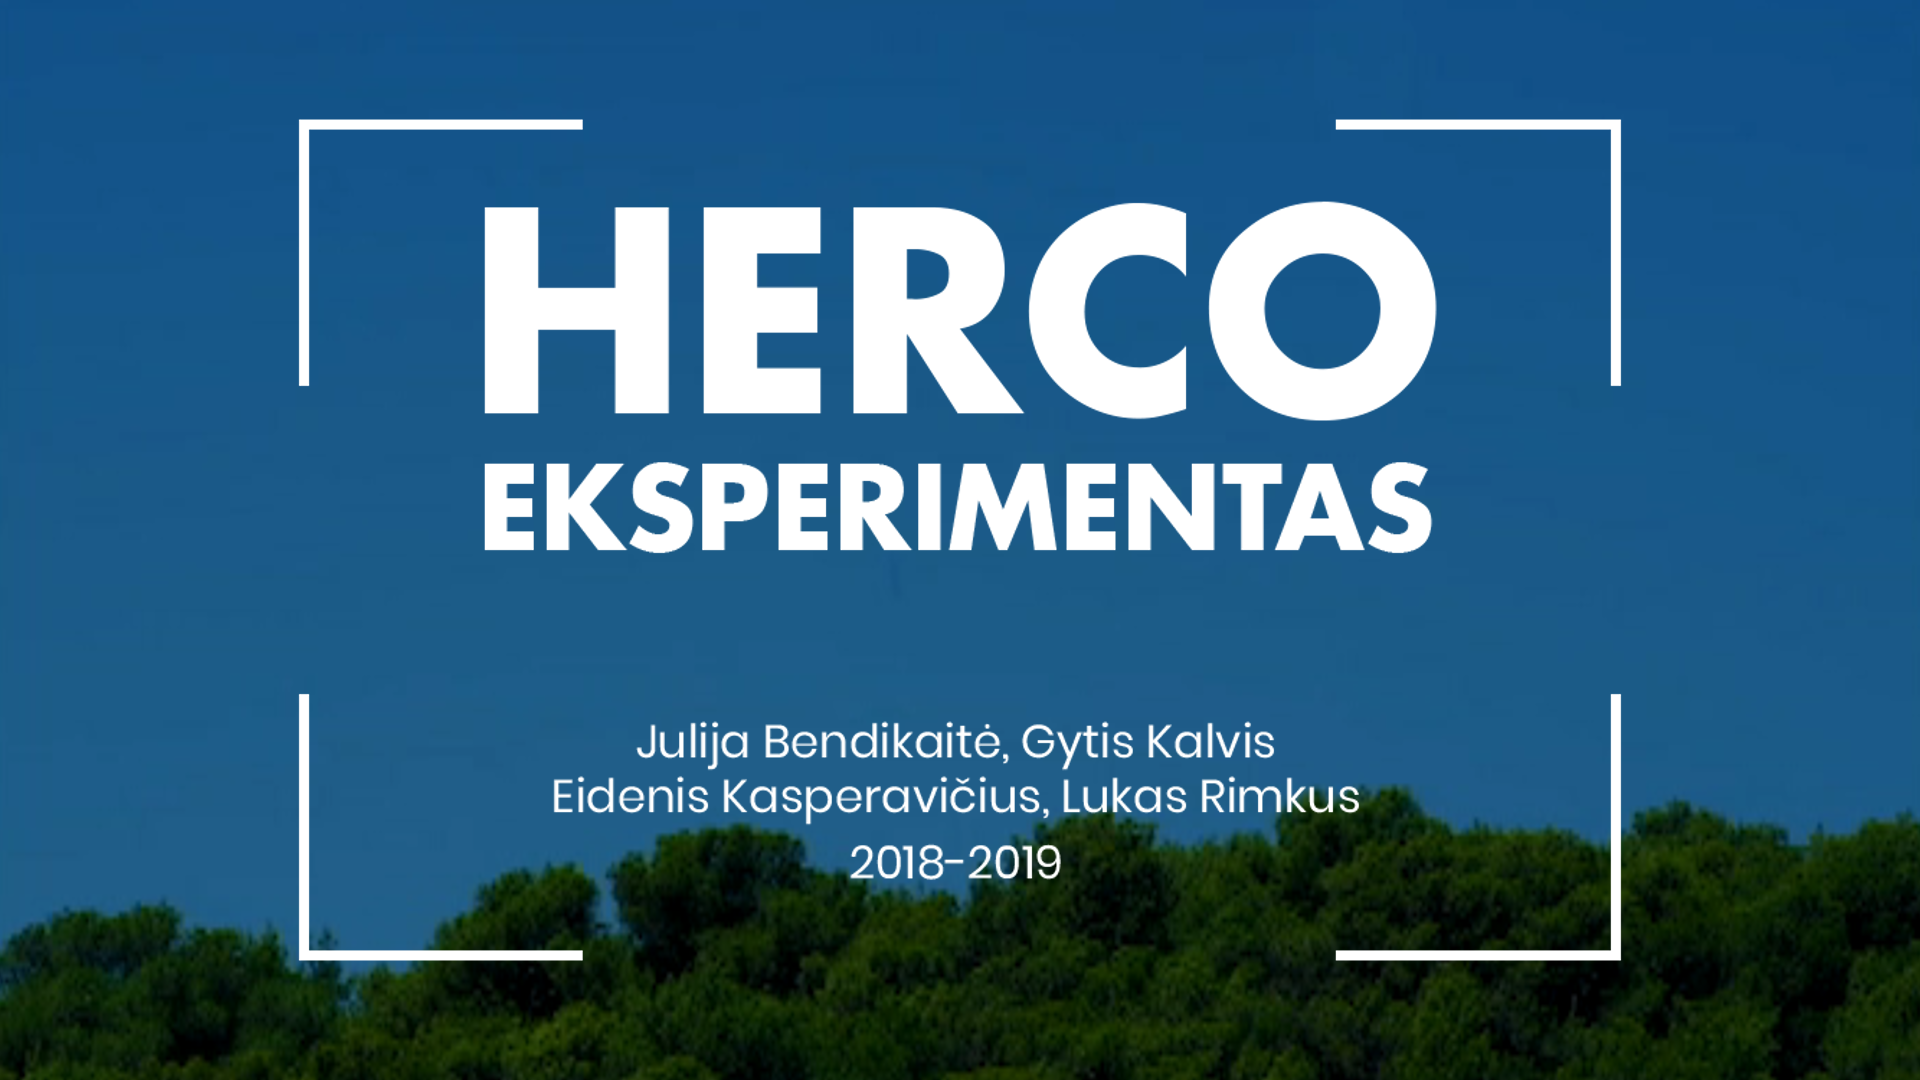 HERCO
EKSPERIMENTAS
Julija Bendikaitė, Gytis Kalvis
Eidenis Kasperavičius, Lukas Rimkus
2018-2019